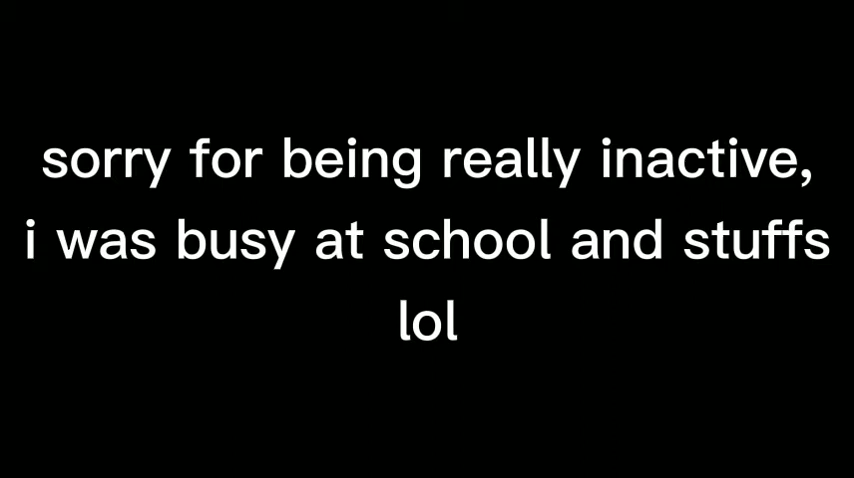 sorry for being really inactive,
i was busy at school and stuffs
lol